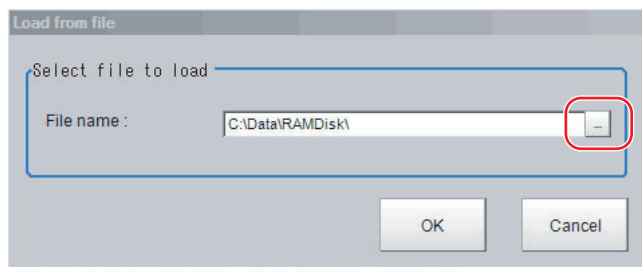 Load from file
Select file to load
File name : C:\Data\RAMDisk\ ...
OK Cancel